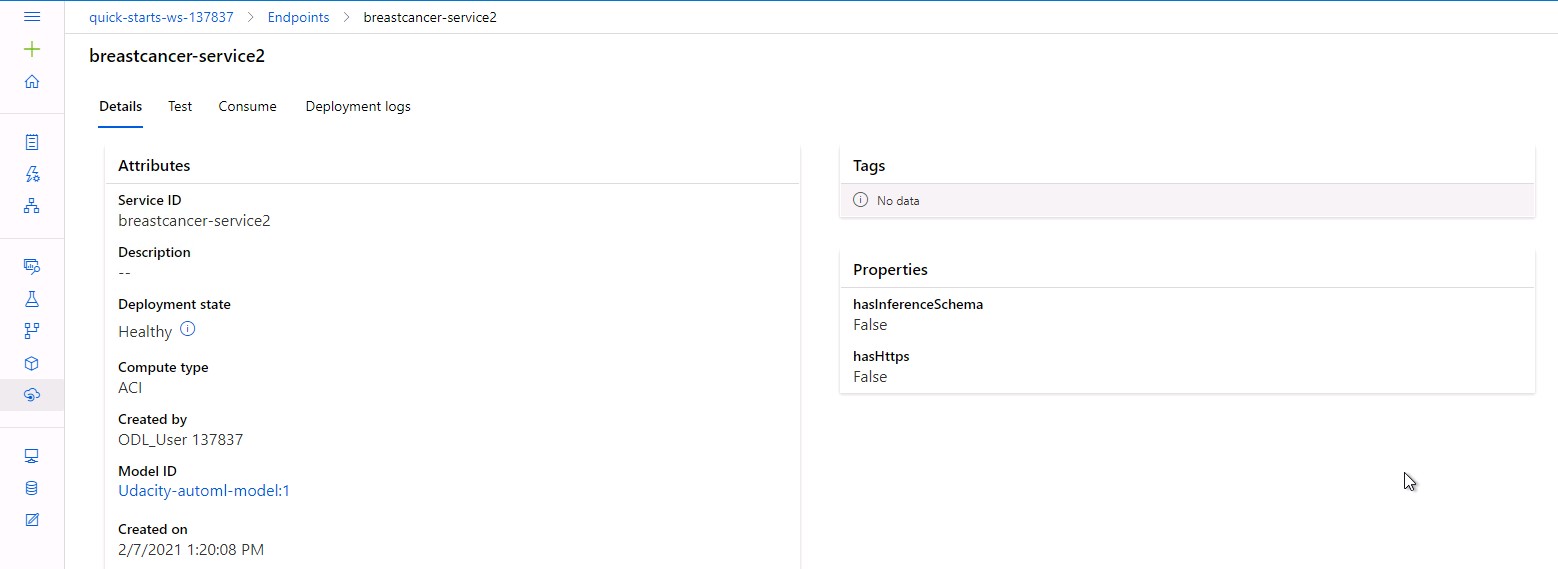 quick-starts-ws-137837 > Endpoints > breastcancer-service2
breastcancer-service2
Details Test Consume Deployment logs
Attributes
Service ID
breastcancer-service2
Description
--
Deployment state
Healthy
Compute type
ACI
Created by
ODL_User 137837
Model ID
Udacity-automl-model:1
Created on
2/7/2021 1:20:08 PM
Tags
No data
Properties
hasInferenceSchema
False
hasHttps
False